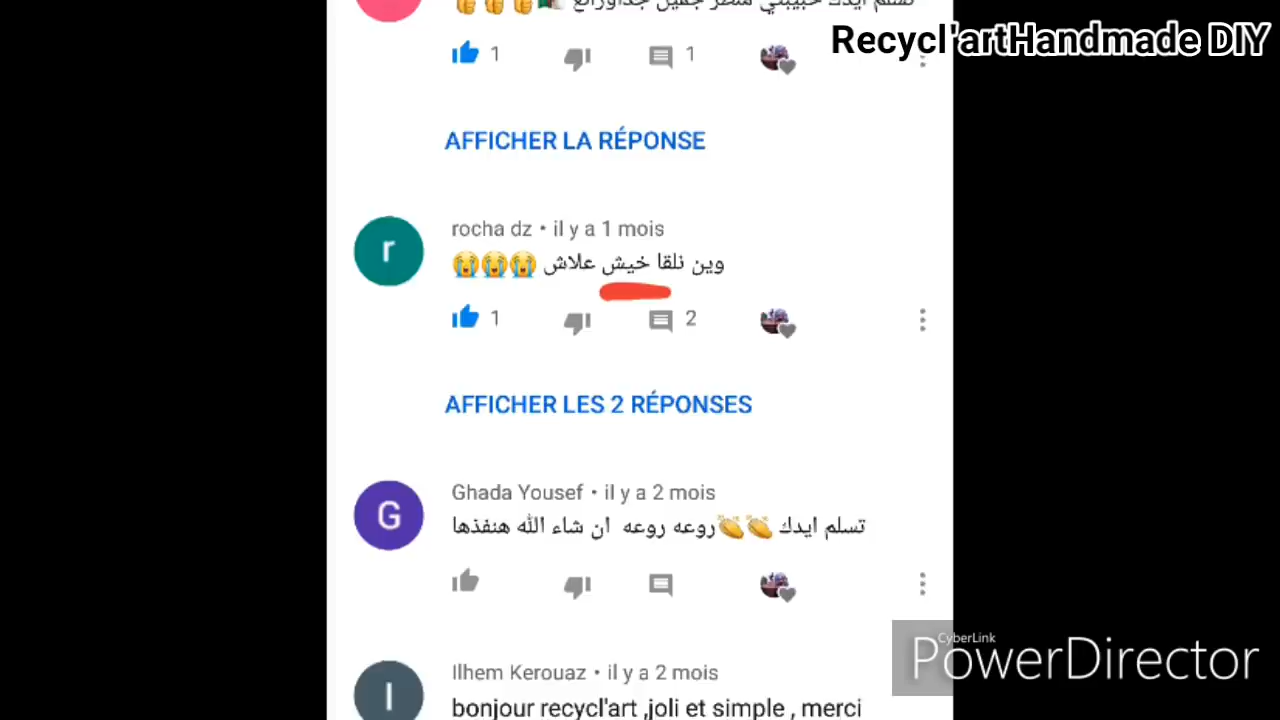 Recycl'artHandmade DIY
1
1
AFFICHER LA RÉPONSE
r
rocha dz • il y a 1 mois
وين نلقا خيش علاش 😭😭😭
1
2
AFFICHER LES 2 RÉPONSES
G
Ghada Yousef • il y a 2 mois
تسلم ايدك 👏👏روعه روعه ان شاء الله هنفذها
I
Ilhem Kerouaz • il y a 2 mois
bonjour recycl'art ,joli et simple , merci
CyberLink
PowerDirector